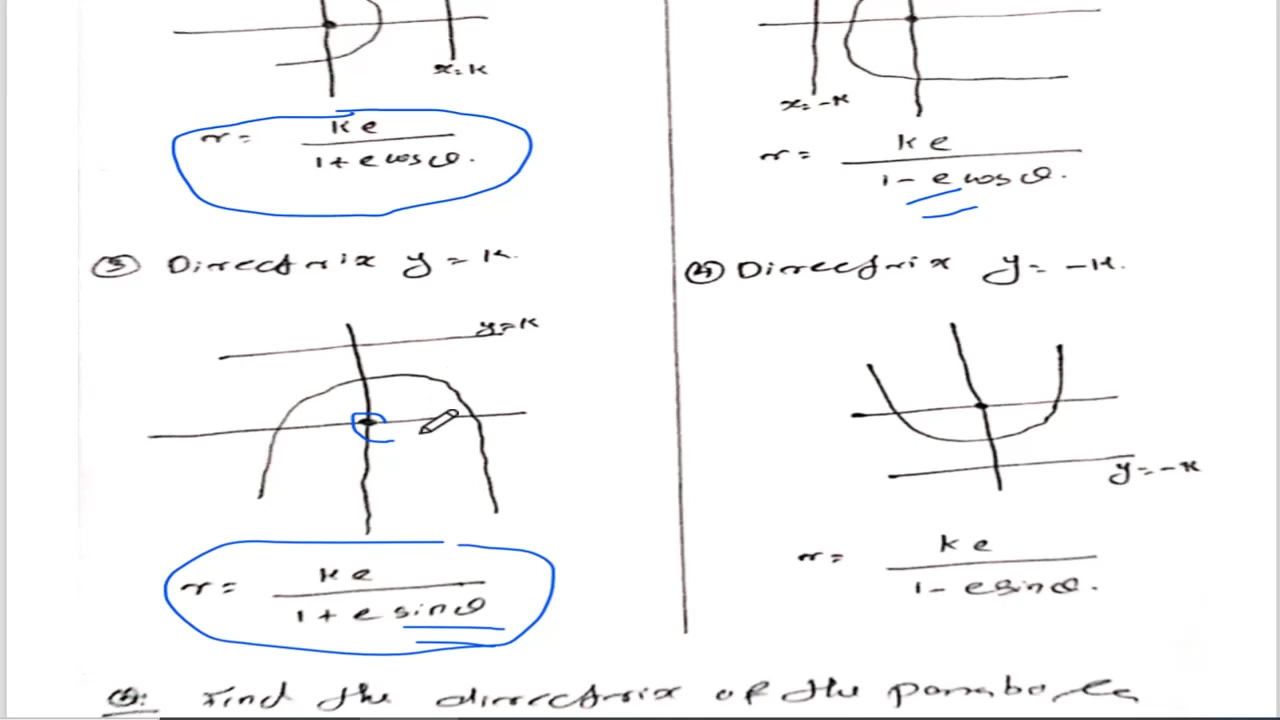 x=k
r= ke / 1+ e cosθ.
x=-k
r= ke / 1- e cosθ.
③ Directrix y=k.
y=k
r= ke / 1+ e sinθ
④ Directrix y=-k.
y=-k
r= ke / 1- esinθ.
Q: Find the directrix of the parabola